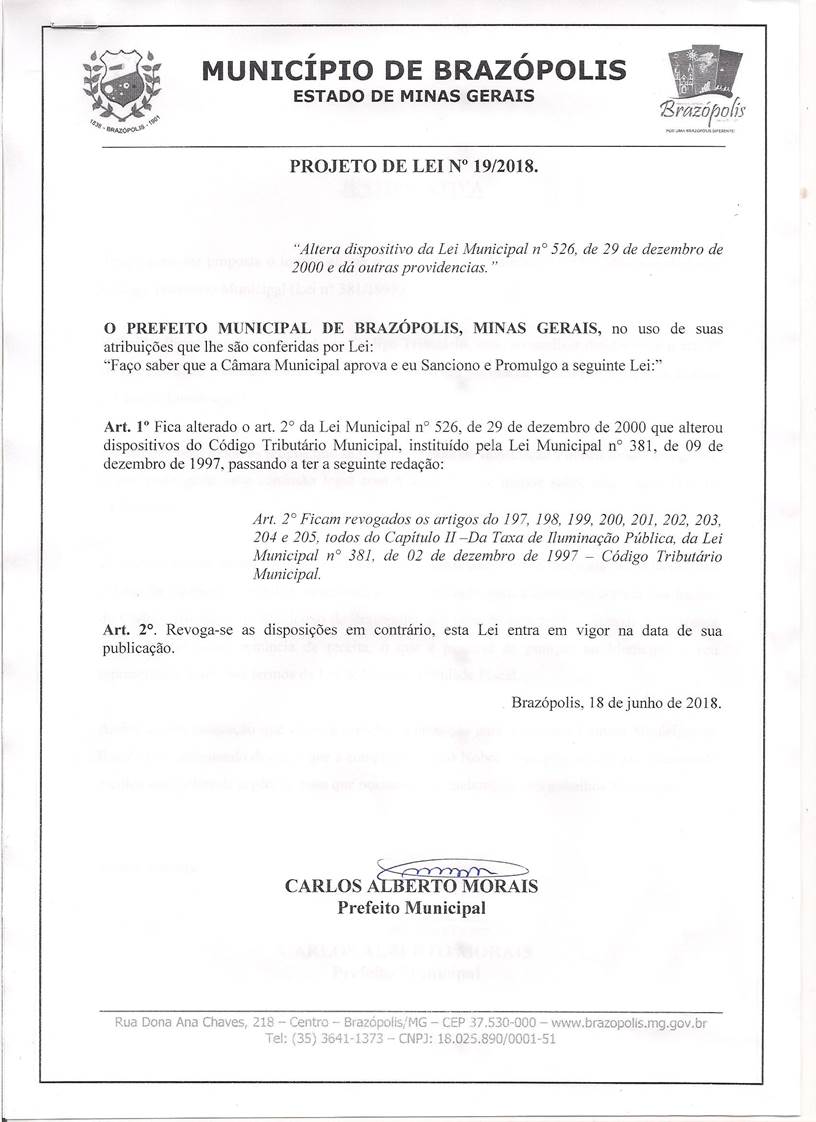 MUNICÍPIO DE BRAZÓPOLIS
ESTADO DE MINAS GERAIS
1838 - BRAZÓPOLIS - 1901
Brazópolis
POR UMA BRAZÓPOLIS DIFERENTE!
PROJETO DE LEI Nº 19/2018.
“Altera dispositivo da Lei Municipal n° 526, de 29 de dezembro de
2000 e dá outras providencias.”
O PREFEITO MUNICIPAL DE BRAZÓPOLIS, MINAS GERAIS, no uso de suas
atribuições que lhe são conferidas por Lei:
“Faço saber que a Câmara Municipal aprova e eu Sanciono e Promulgo a seguinte Lei:”
Art. 1º Fica alterado o art. 2° da Lei Municipal n° 526, de 29 de dezembro de 2000 que alterou
dispositivos do Código Tributário Municipal, instituído pela Lei Municipal n° 381, de 09 de
dezembro de 1997, passando a ter a seguinte redação:
Art. 2° Ficam revogados os artigos do 197, 198, 199, 200, 201, 202, 203,
204 e 205, todos do Capítulo II –Da Taxa de Iluminação Pública, da Lei
Municipal n° 381, de 02 de dezembro de 1997 – Código Tributário
Municipal.
Art. 2°. Revoga-se as disposições em contrário, esta Lei entra em vigor na data de sua
publicação.
Brazópolis, 18 de junho de 2018.
CARLOS ALBERTO MORAIS
Prefeito Municipal
Rua Dona Ana Chaves, 218 – Centro – Brazópolis/MG – CEP 37.530-000 – www.brazopolis.mg.gov.br
Tel: (35) 3641-1373 – CNPJ: 18.025.890/0001-51